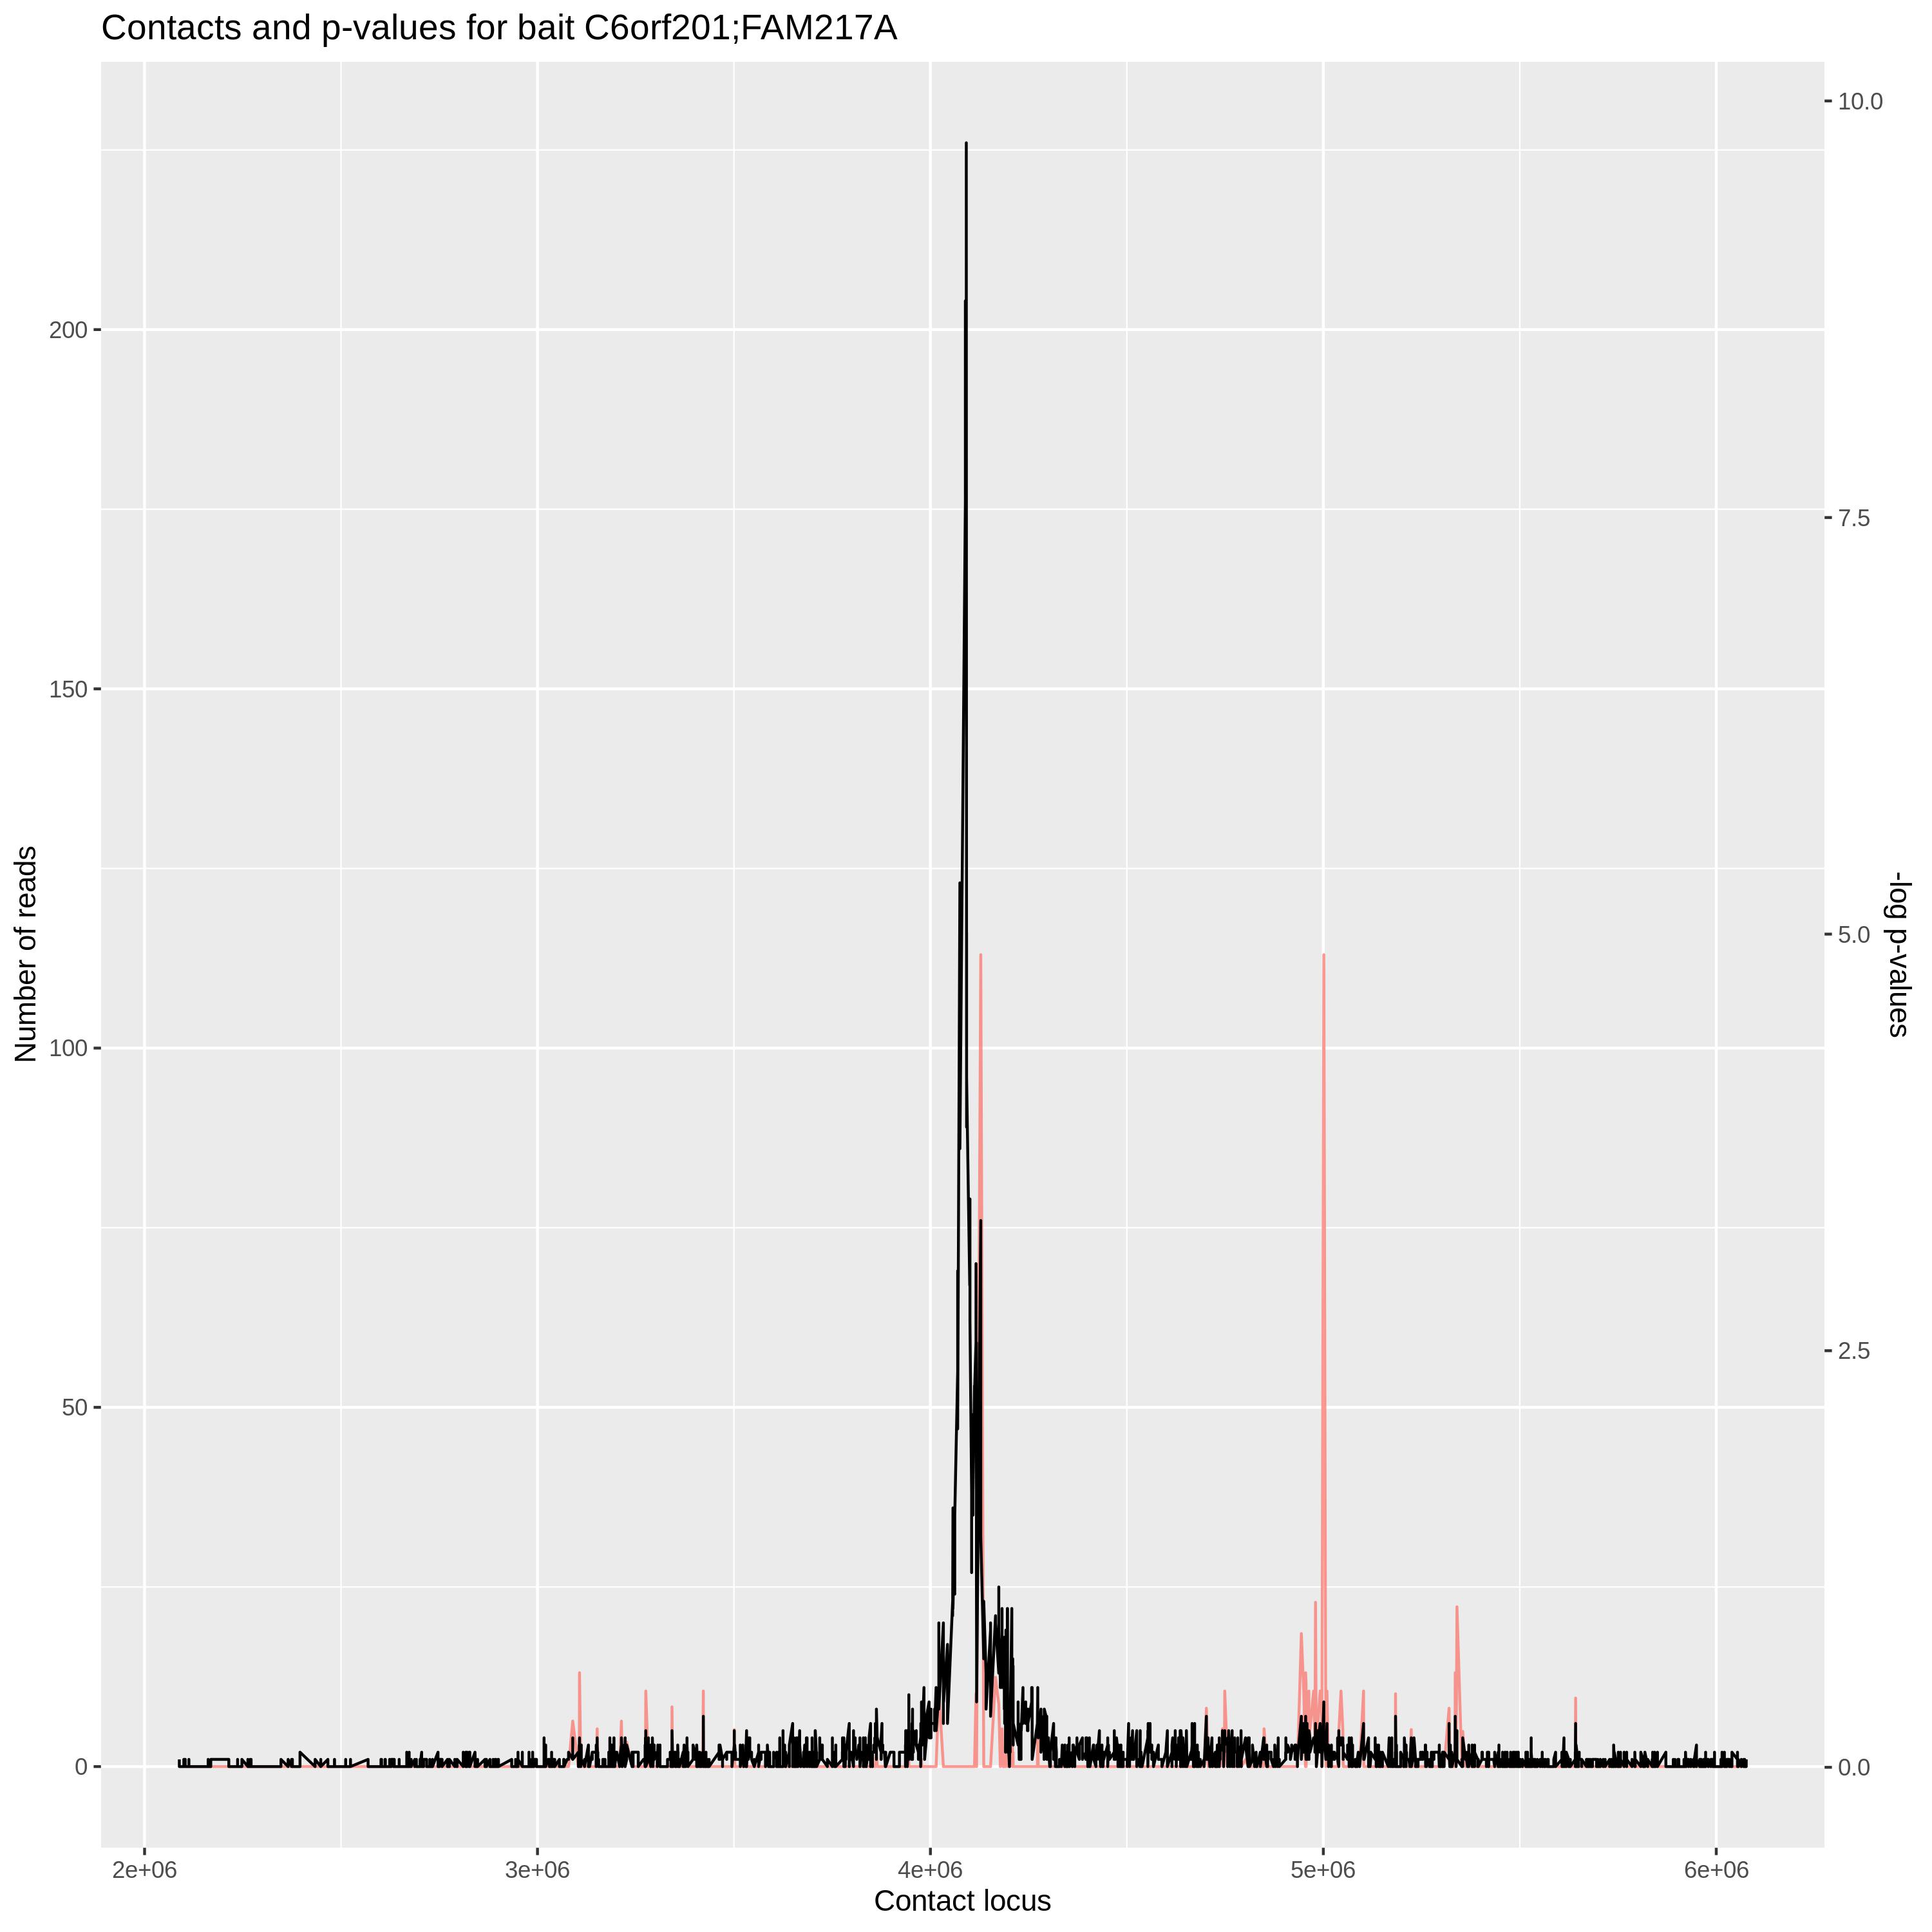 Contacts and p-values for bait C6orf201;FAM217A
Number of reads
200
150
100
50
0
10.0
7.5
5.0
2.5
0.0
-log p-values
2e+06
3e+06
4e+06
5e+06
6e+06
Contact locus